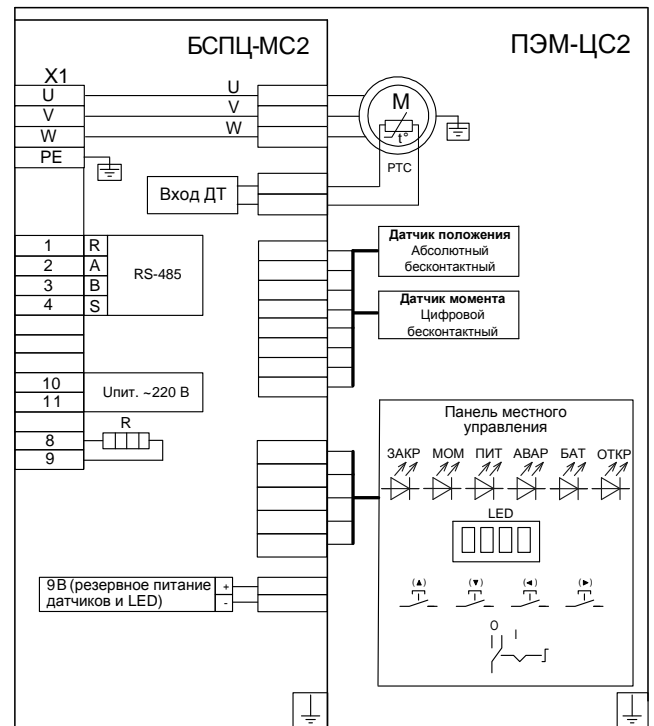 БСПЦ-МС2
ПЭМ-ЦС2
X1
U
V
W
PE
U
V
W
M
t°
PTC
Вход ДТ
1 R
2 A
3 B
4 S
RS-485
Датчик положения
Абсолютный
бесконтактный
Датчик момента
Цифровой
бесконтактный
10
11
Uпит. ~220 В
R
8
9
Панель местного
управления
ЗАКР МОМ ПИТ АВАР БАТ ОТКР
LED
(▲) (▼) (◄) (►)
O I
9В (резервное питание +
датчиков и LED) -